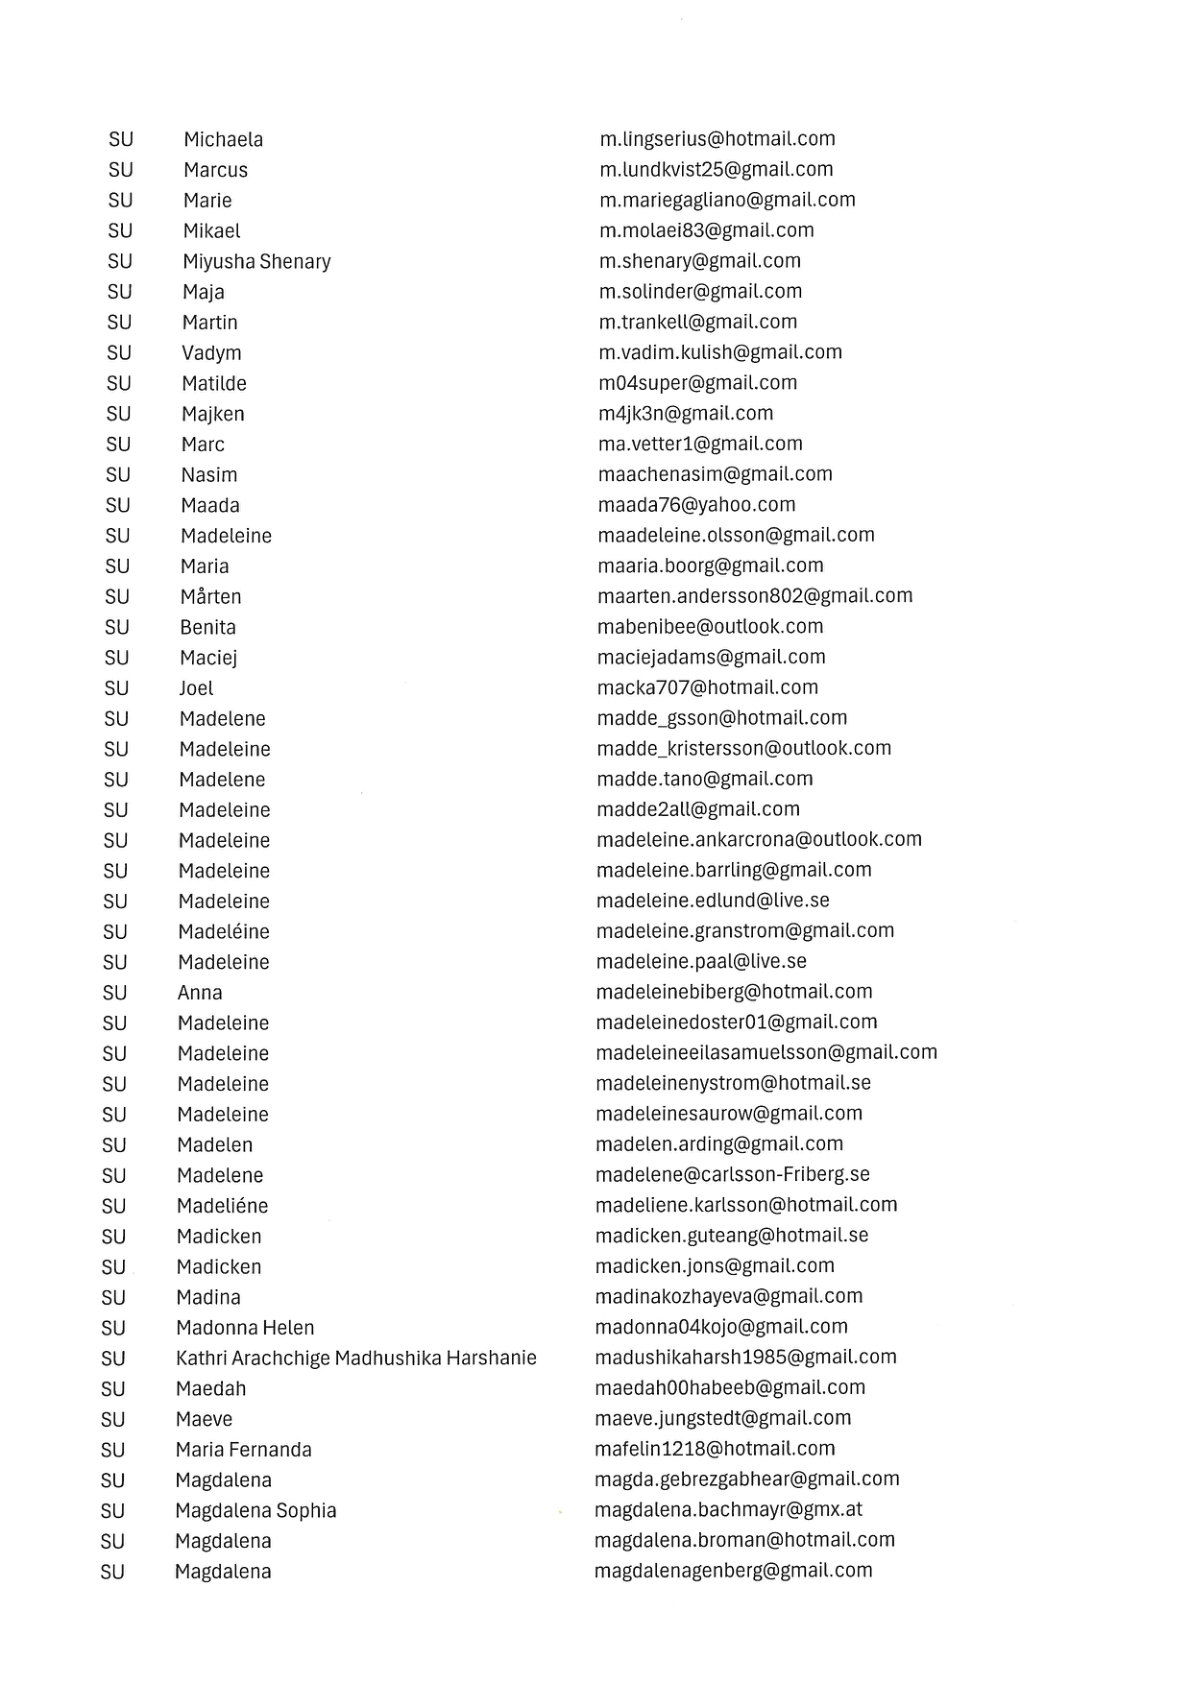 SU Michaela m.lingserius@hotmail.com
SU Marcus m.lundkvist25@gmail.com
SU Marie m.mariegagliano@gmail.com
SU Mikael m.molaei83@gmail.com
SU Miyusha Shenary m.shenary@gmail.com
SU Maja m.solinder@gmail.com
SU Martin m.trankell@gmail.com
SU Vadym m.vadim.kulish@gmail.com
SU Matilde m04super@gmail.com
SU Majken m4jk3n@gmail.com
SU Marc ma.vetter1@gmail.com
SU Nasim maachenasim@gmail.com
SU Maada maada76@yahoo.com
SU Madeleine maadeleine.olsson@gmail.com
SU Maria maaria.boorg@gmail.com
SU Mårten maarten.andersson802@gmail.com
SU Benita mabenibee@outlook.com
SU Maciej maciejadams@gmail.com
SU Joel macka707@hotmail.com
SU Madelene madde_gsson@hotmail.com
SU Madeleine madde_kristersson@outlook.com
SU Madelene madde.tano@gmail.com
SU Madeleine madde2all@gmail.com
SU Madeleine madeleine.ankarcrona@outlook.com
SU Madeleine madeleine.barrling@gmail.com
SU Madeleine madeleine.edlund@live.se
SU Madeléine madeleine.granstrom@gmail.com
SU Madeleine madeleine.paal@live.se
SU Anna madeleinebiberg@hotmail.com
SU Madeleine madeleinedoster01@gmail.com
SU Madeleine madeleineeilasamuelsson@gmail.com
SU Madeleine madeleinenystrom@hotmail.se
SU Madeleine madeleinesaurow@gmail.com
SU Madelen madelen.arding@gmail.com
SU Madelene madelene@carlsson-Friberg.se
SU Madeliéne madeliene.karlsson@hotmail.com
SU Madicken madicken.guteang@hotmail.se
SU Madicken madicken.jons@gmail.com
SU Madina madinakozhayeva@gmail.com
SU Madonna Helen madonna04kojo@gmail.com
SU Kathri Arachchige Madhushika Harshanie madushikaharsh1985@gmail.com
SU Maedah maedah00habeeb@gmail.com
SU Maeve maeve.jungstedt@gmail.com
SU Maria Fernanda mafelin1218@hotmail.com
SU Magdalena magda.gebrezgabhear@gmail.com
SU Magdalena Sophia magdalena.bachmayr@gmx.at
SU Magdalena magdalena.broman@hotmail.com
SU Magdalena magdalenagenberg@gmail.com